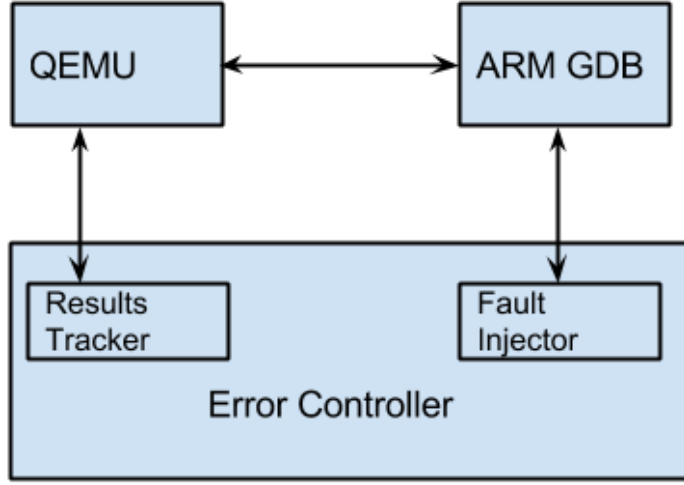 QEMU
ARM GDB
Results
Tracker
Fault
Injector
Error Controller